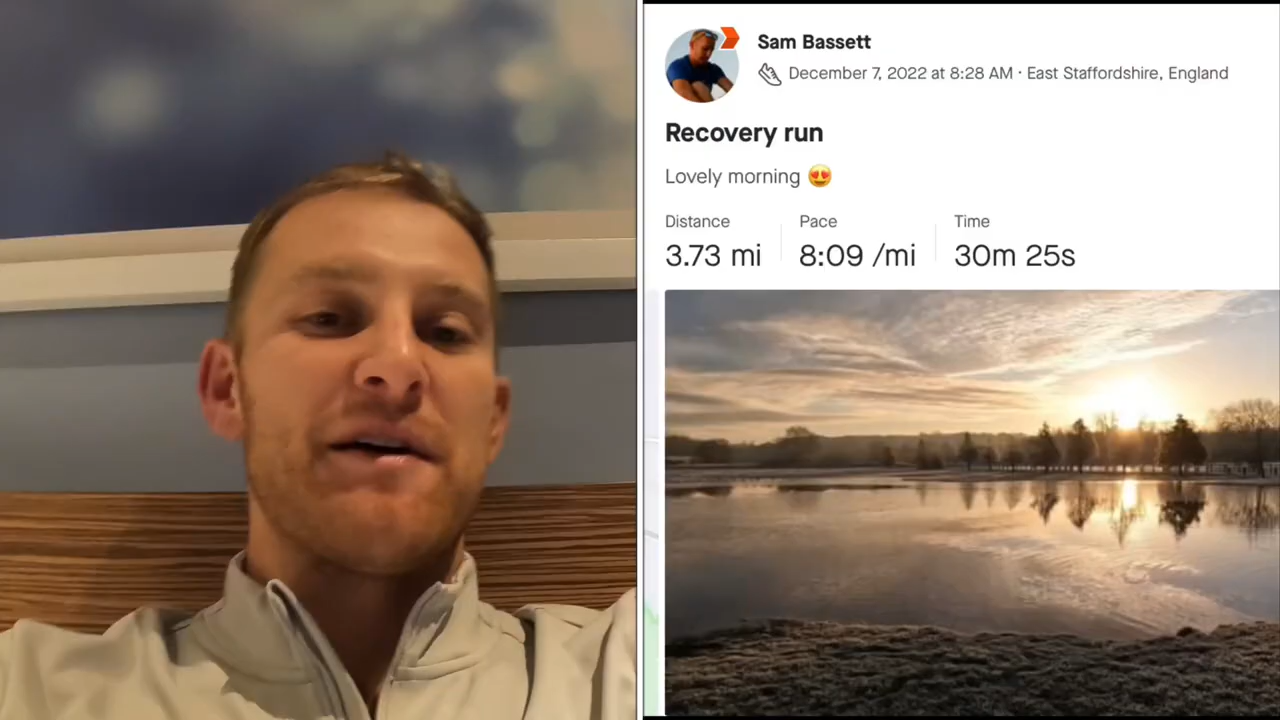 Sam Bassett
December 7, 2022 at 8:28 AM · East Staffordshire, England
Recovery run
Lovely morning 😍
Distance Pace Time
3.73 mi 8:09 /mi 30m 25s